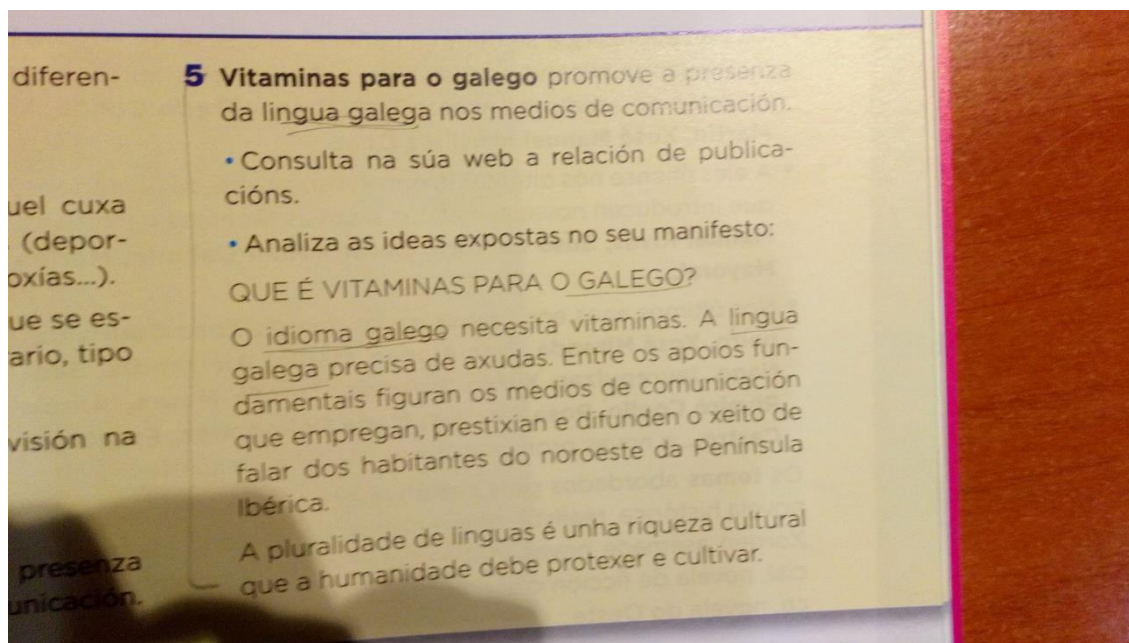 diferen-
uel cuxa
(depor-
oxías...).
ue se es-
ario, tipo
visión na
presenza
unicación.
5 Vitaminas para o galego promove a presenza
da lingua galega nos medios de comunicación.
• Consulta na súa web a relación de publica-
cións.
• Analiza as ideas expostas no seu manifesto:
QUE É VITAMINAS PARA O GALEGO?
O idioma galego necesita vitaminas. A lingua
galega precisa de axudas. Entre os apoios fun-
damentais figuran os medios de comunicación
que empregan, prestixian e difunden o xeito de
falar dos habitantes do noroeste da Península
Ibérica.
A pluralidade de linguas é unha riqueza cultural
que a humanidade debe protexer e cultivar.